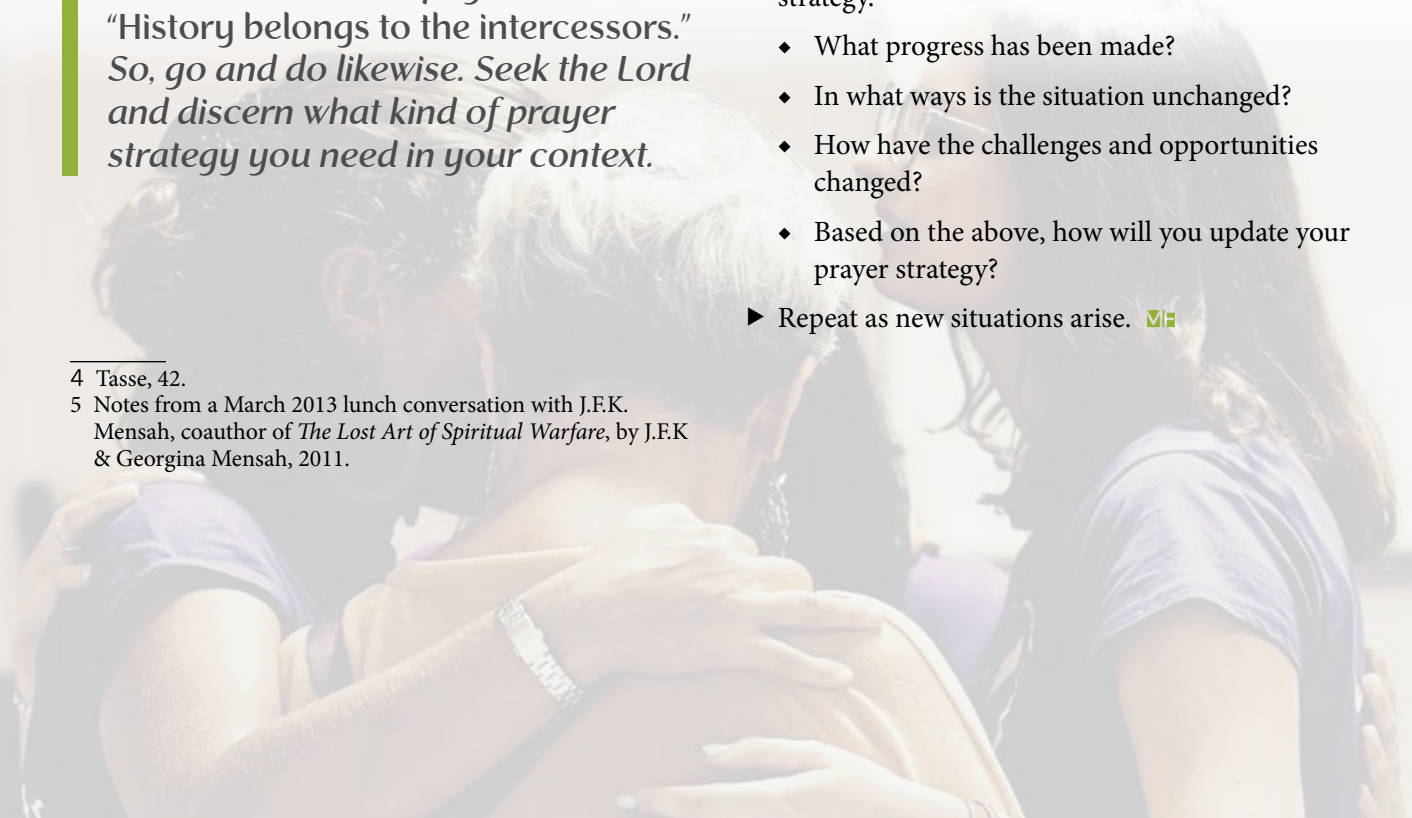 “History belongs to the intercessors.”
So, go and do likewise. Seek the Lord
and discern what kind of prayer
strategy you need in your context.
4 Tasse, 42.
5 Notes from a March 2013 lunch conversation with J.F.K.
Mensah, coauthor of The Lost Art of Spiritual Warfare, by J.F.K
& Georgina Mensah, 2011.
strategy.
◆ What progress has been made?
◆ In what ways is the situation unchanged?
◆ How have the challenges and opportunities
changed?
◆ Based on the above, how will you update your
prayer strategy?
▶ Repeat as new situations arise. MF